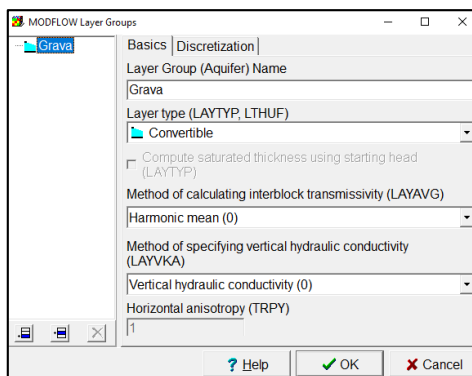 MODFLOW Layer Groups
Grava
Basics Discretization
Layer Group (Aquifer) Name
Grava
Layer type (LAYTYP, LTHUF)
Convertible
Compute saturated thickness using starting head
(LAYTYP)
Method of calculating interblock transmissivity (LAYAVG)
Harmonic mean (0)
Method of specifying vertical hydraulic conductivity
(LAYVKA)
Vertical hydraulic conductivity (0)
Horizontal anisotropy (TRPY)
1
? Help
OK
Cancel